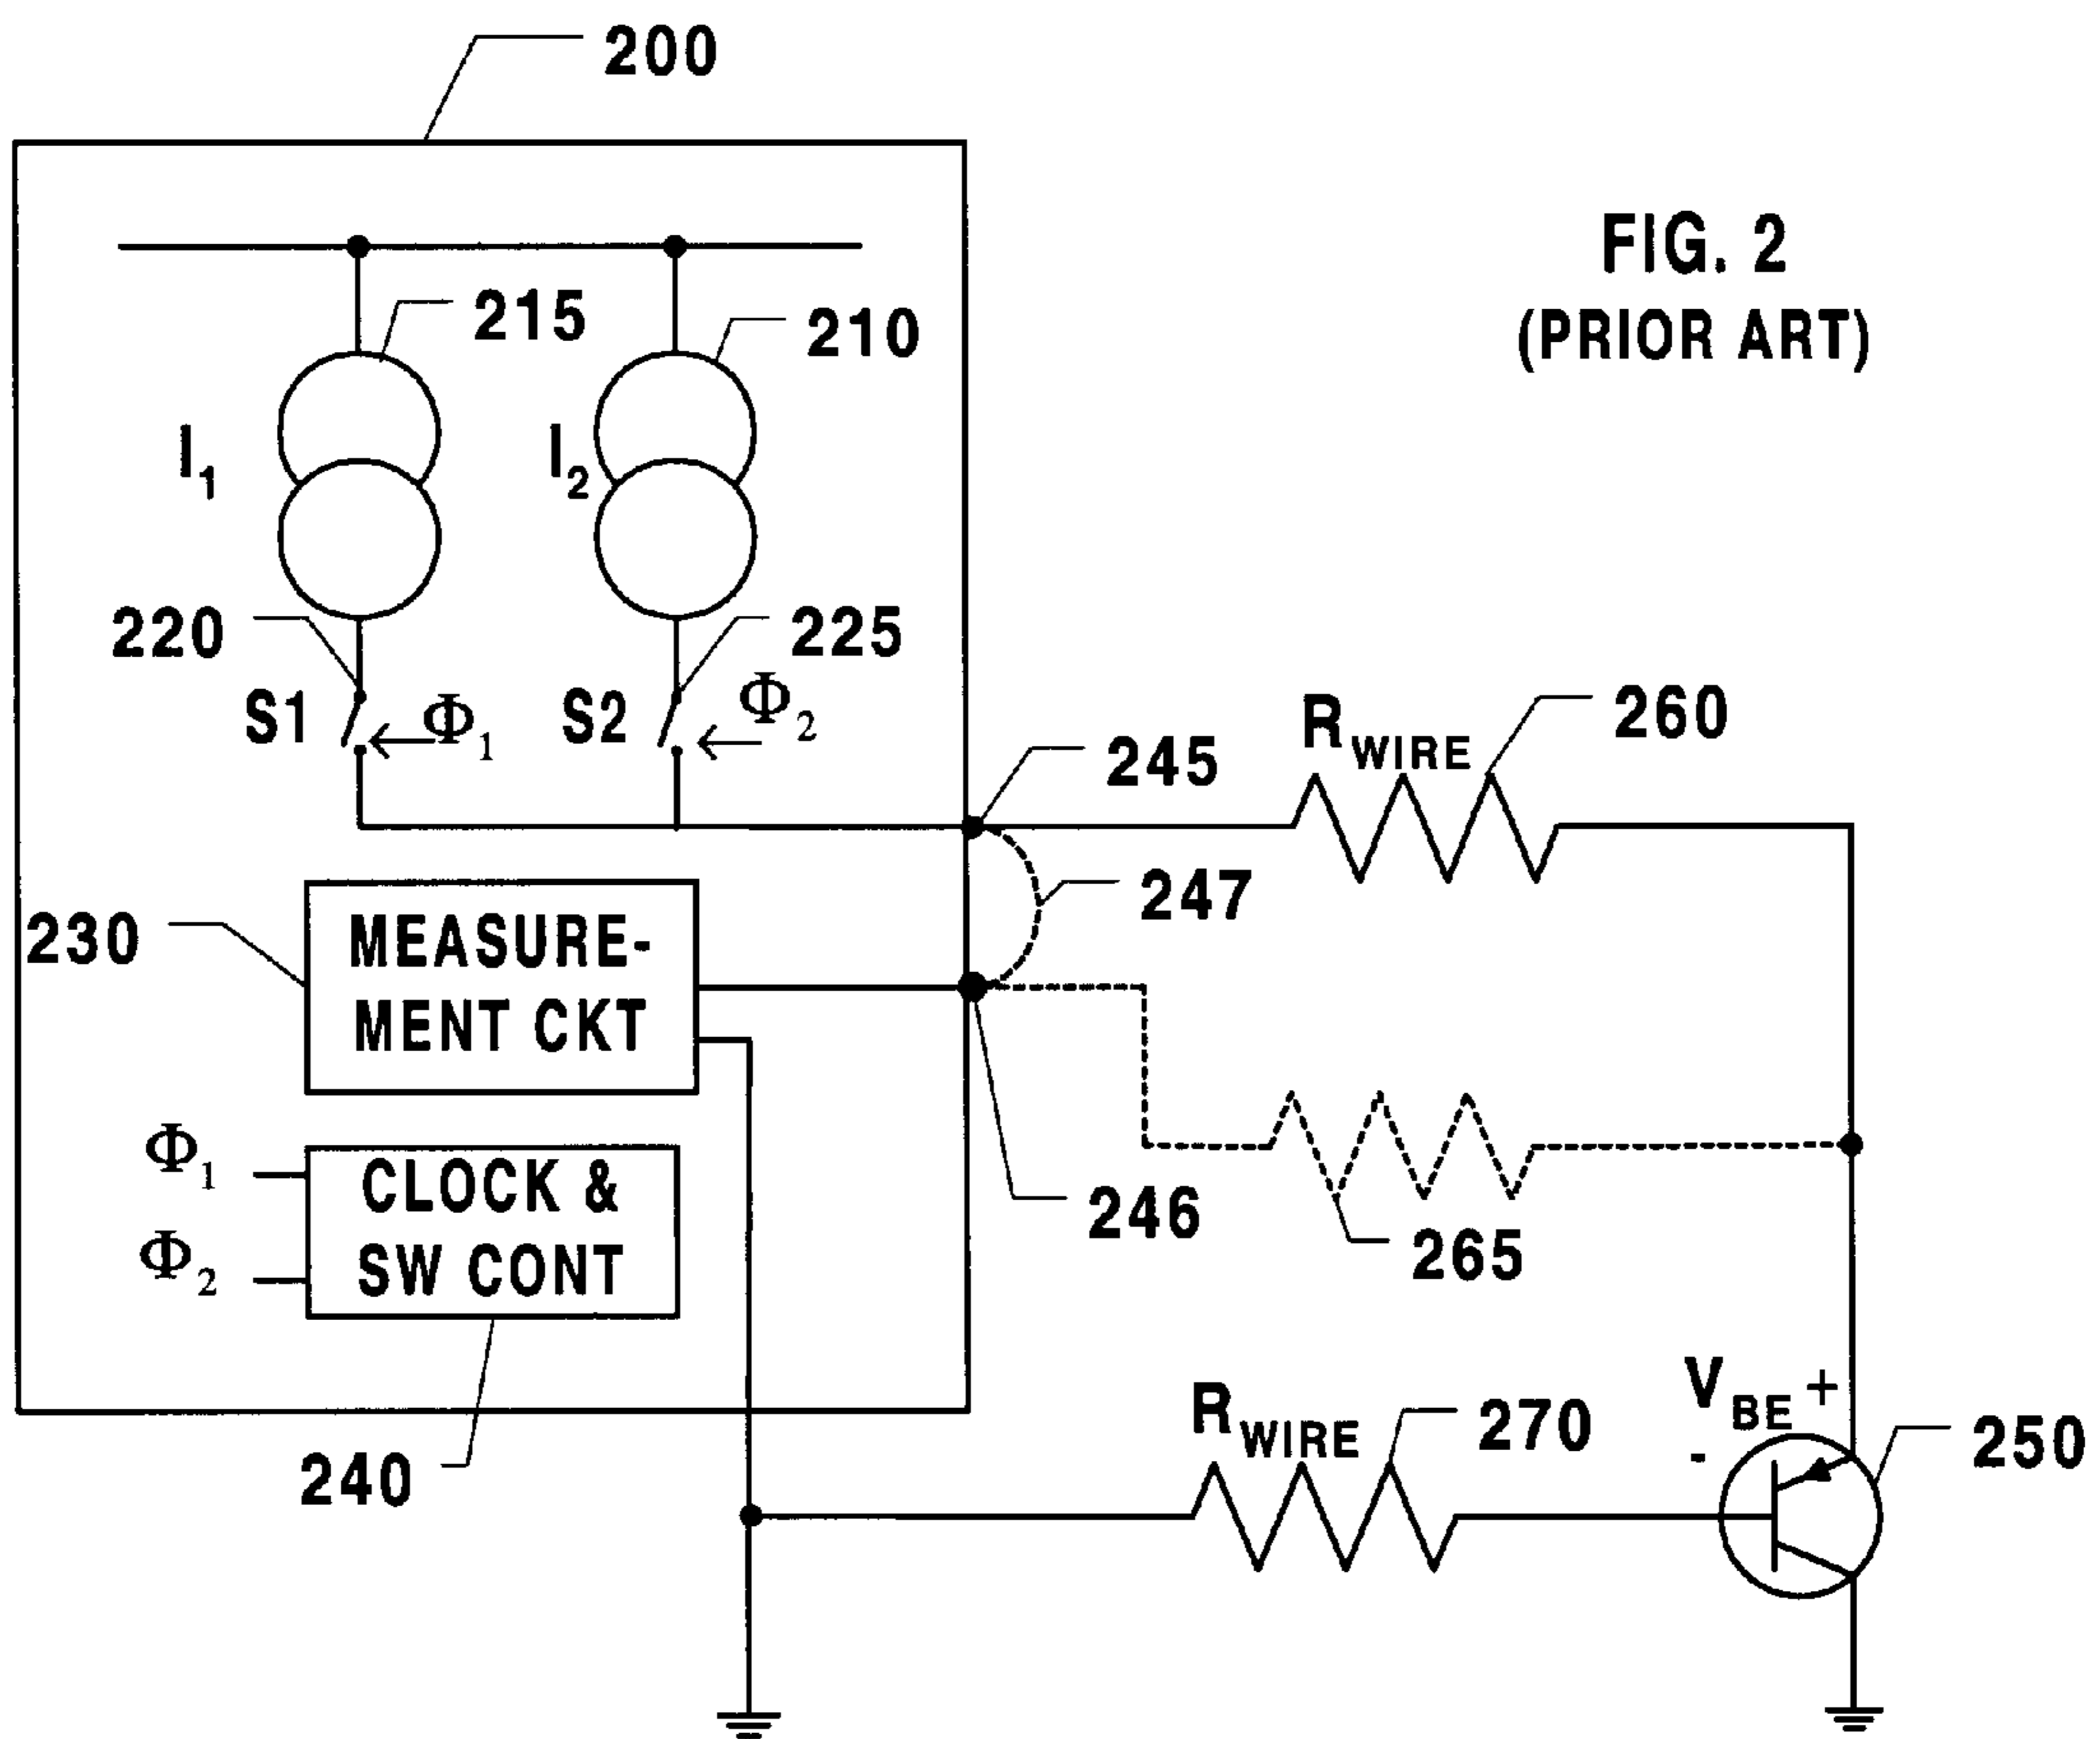 200
FIG. 2
(PRIOR ART)
215
210
I1
I2
220
225
S1
Φ1
S2
Φ2
RWIRE
260
245
247
230
MEASURE-
MENT CKT
Φ1
Φ2
CLOCK &
SW CONT
246
265
240
RWIRE
270
VBE +
-
250